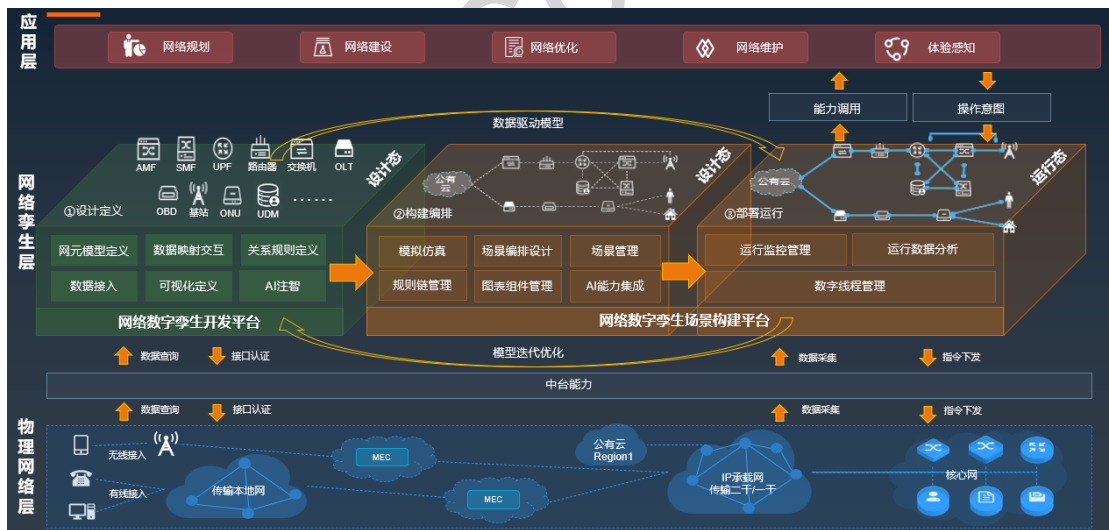 应用层
网络规划
网络建设
网络优化
网络维护
体验感知
能力调用
操作意图
数据驱动模型
网络孪生层
AMF
SMF
UPF
路由器
交换机
OLT
设计态
OBD
基站
ONU
UDM
……
①设计定义
网元模型定义
数据映射交互
关系规则定义
数据接入
可视化定义
AI注智
网络数字孪生开发平台
公有云
设计态
②构建编排
模拟仿真
场景编排设计
场景管理
规则链管理
图表组件管理
AI能力集成
公有云
运行态
③部署运行
运行监控管理
运行数据分析
数字线程管理
网络数字孪生场景构建平台
模型迭代优化
数据查询
接口认证
数据采集
指令下发
中台能力
数据查询
接口认证
数据采集
指令下发
物理网络层
无线接入
有线接入
传输本地网
MEC
MEC
公有云
Region1
IP承载网
传输二干/一干
核心网